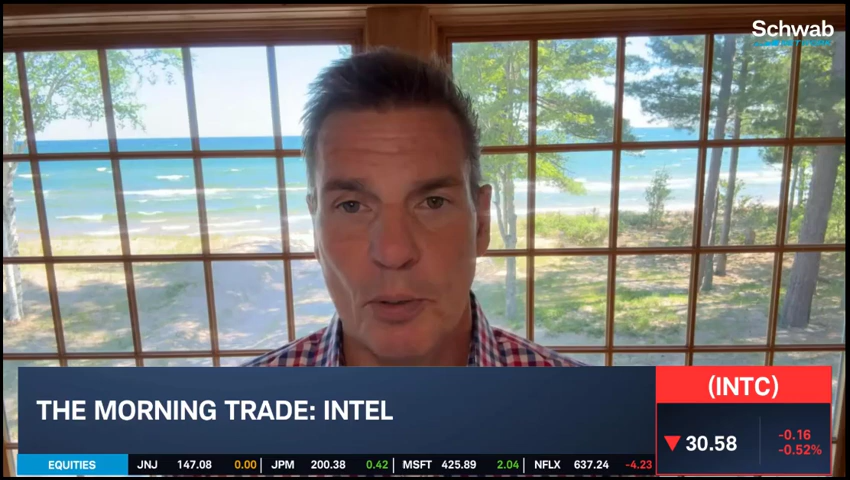 Schwab
THE MORNING TRADE: INTEL
(INTC)
30.58
-0.16
-0.52%
EQUITIES JNJ 147.08 0.00 JPM 200.38 0.42 MSFT 425.89 2.04 NFLX 637.24 -4.23